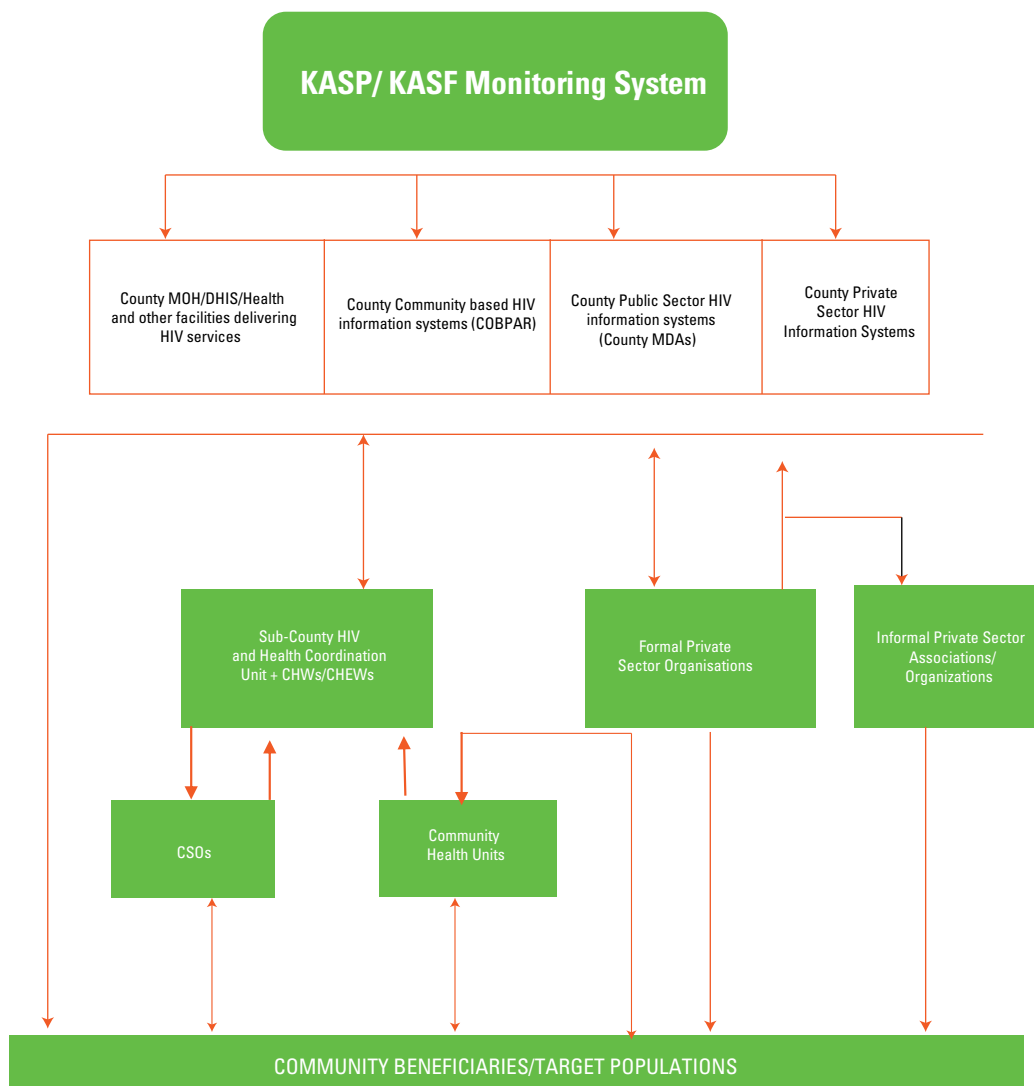 KASP/ KASF Monitoring System
County MOH/DHIS/Health
and other facilities delivering
HIV services
County Community based HIV
information systems (COBPAR)
County Public Sector HIV
information systems
(County MDAs)
County Private
Sector HIV
Information Systems
Sub-County HIV
and Health Coordination
Unit + CHWs/CHEWs
Formal Private
Sector Organisations
Informal Private Sector
Associations/
Organizations
CSOs
Community
Health Units
COMMUNITY BENEFICIARIES/TARGET POPULATIONS